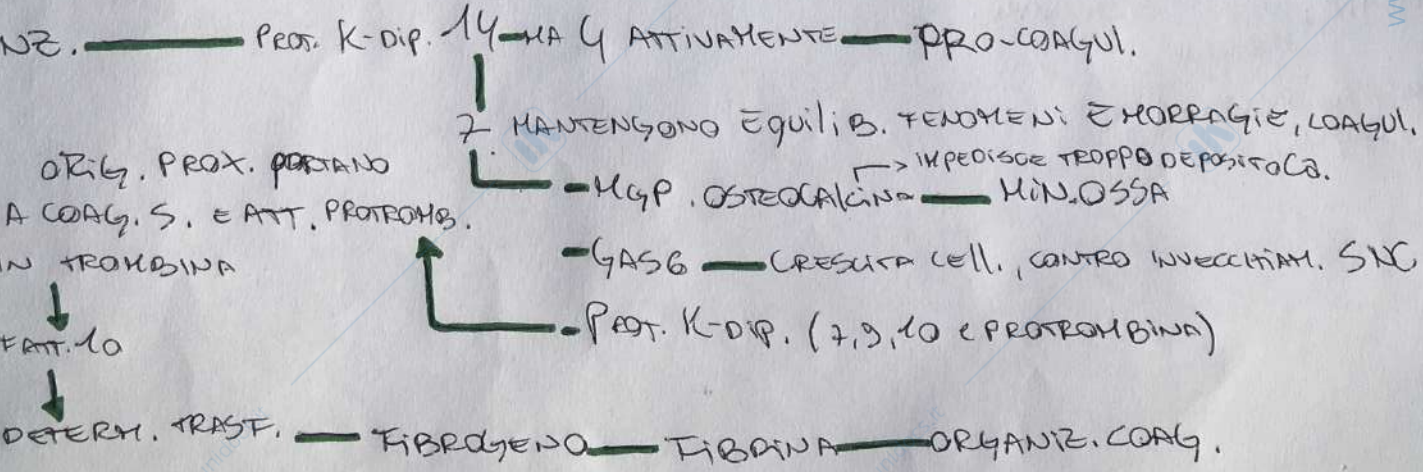 NZ. — PROT. K-DIP. 14 — MA 4 ATTIVAMENTE — PRO-COAGUL.
7 MANTENGONO EQUILIB. FENOMENI EMORRAGIE, COAGUL.
→ IMPEDISCE TROPPO DEPOSITO Ca.
ORIG. PROX. PORTANO
- MGP. OSTEOCALCINA — MIN. OSSA
A COAG. S. E ATT. PROTROMB.
IN TROMBINA
- GAS6 — CRESCITA CELL., CONTRO INVECCHIAM. SNC
- PROT. K-DIP. (7,9,10 e PROTROMBINA)
FATT. 10
DETERM. TRASF. — FIBROGENO — FIBRINA — ORGANIZ. COAG.